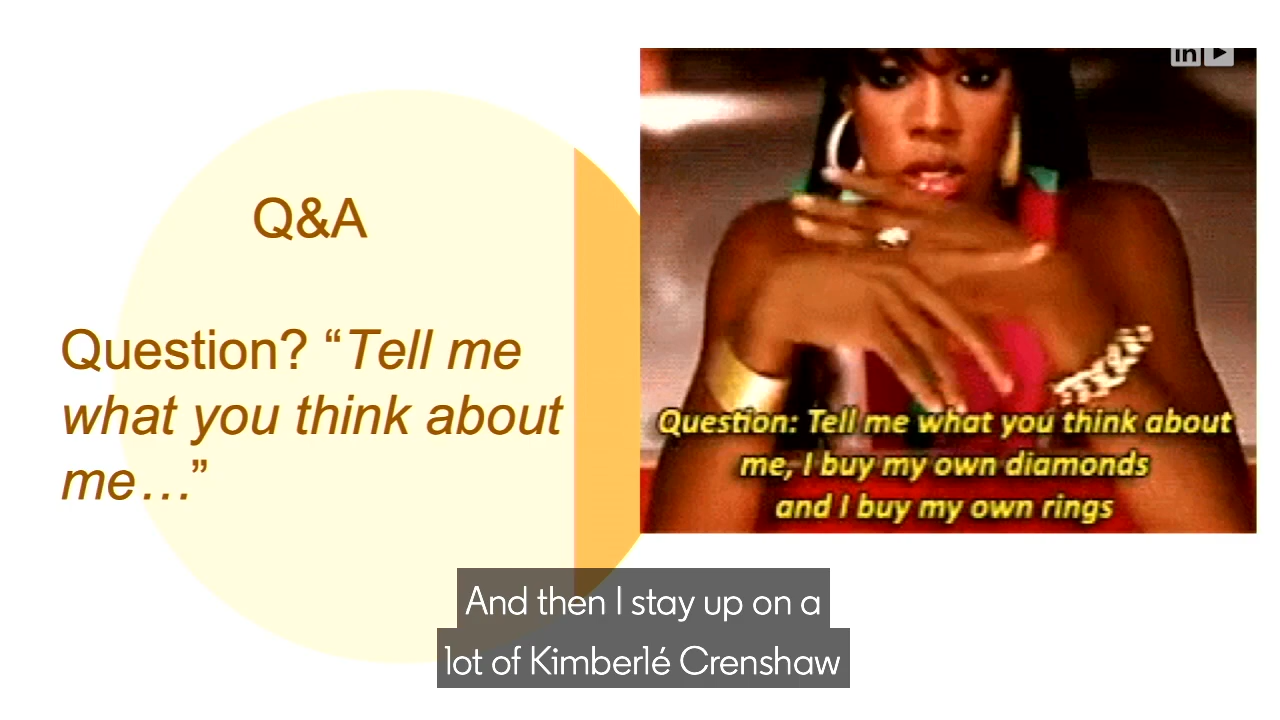 Q&A
Question? “Tell me
what you think about
me…”
in
Question: Tell me what you think about
me, I buy my own diamonds
and I buy my own rings
And then I stay up on a
lot of Kimberlé Crenshaw